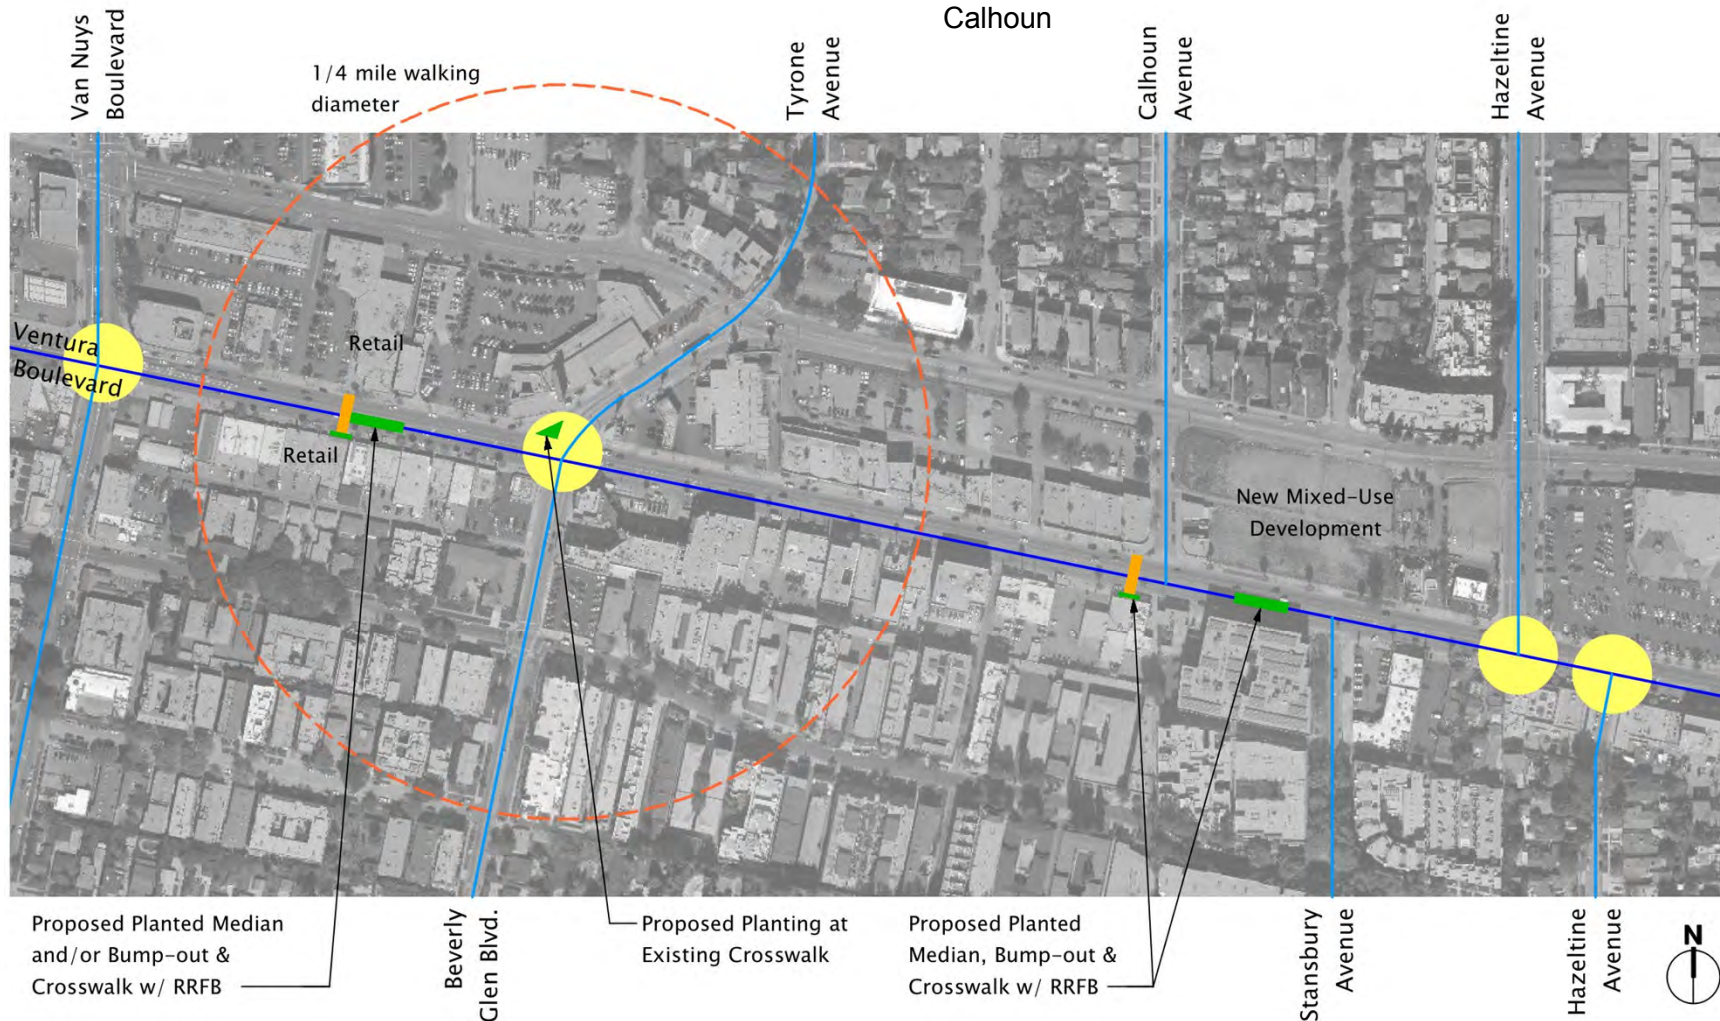 Calhoun
Van Nuys
Boulevard
1/4 mile walking
diameter
Tyrone
Avenue
Calhoun
Avenue
Hazeltine
Avenue
Ventura
Boulevard
Retail
Retail
New Mixed-Use
Development
Proposed Planted Median
and/or Bump-out &
Crosswalk w/ RRFB
Beverly
Glen Blvd.
Proposed Planting at
Existing Crosswalk
Proposed Planted
Median, Bump-out &
Crosswalk w/ RRFB
Stansbury
Avenue
Hazeltine
Avenue
N